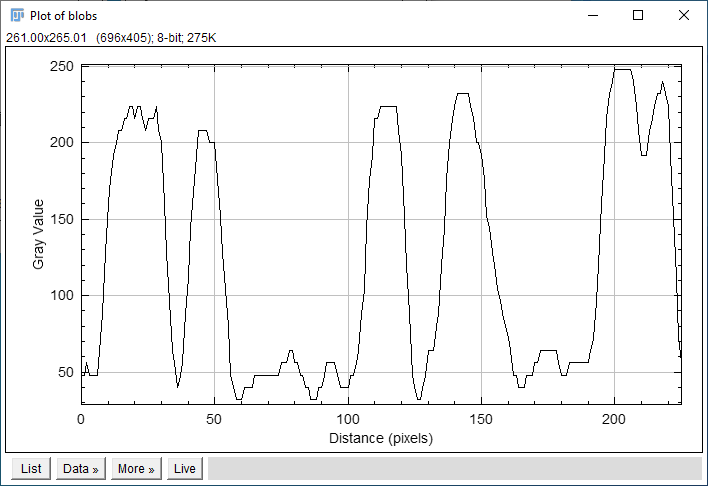 Plot of blobs
261.00x265.01 (696x405); 8-bit; 275K
250
200
150
100
50
Gray Value
0 50 100 150 200
Distance (pixels)
List Data » More » Live